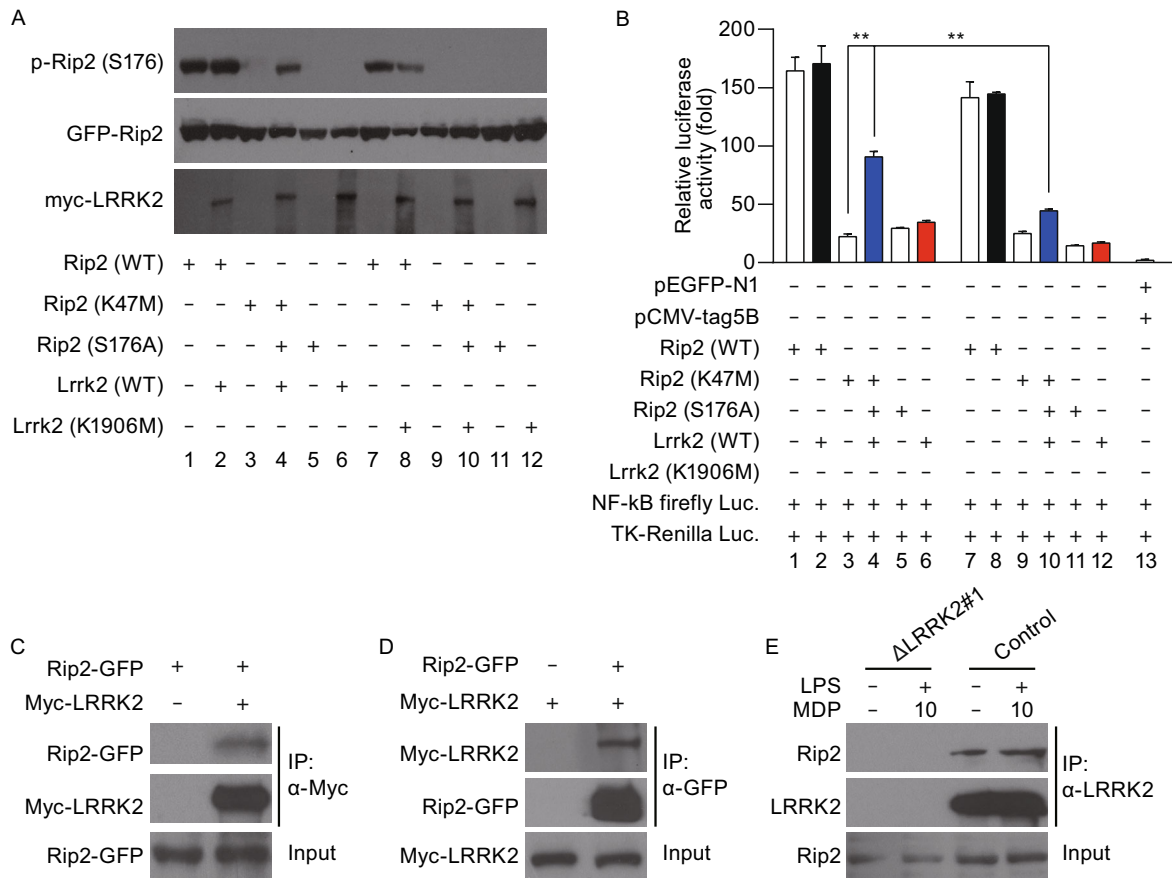 A
p-Rip2 (S176)
GFP-Rip2
myc-LRRK2
Rip2 (WT) + + – – – – + + – – – –
Rip2 (K47M) – – + + – – – – + + – –
Rip2 (S176A) – – – + + – – – – + + –
Lrrk2 (WT) – + – + – + – – – – – –
Lrrk2 (K1906M) – – – – – – – + – + – +
1 2 3 4 5 6 7 8 9 10 11 12
B
Relative luciferase
activity (fold)
200
150
100
50
0
** **
pEGFP-N1 – – – – – – – – – – – – +
pCMV-tag5B – – – – – – – – – – – – +
Rip2 (WT) + + – – – – + + – – – – –
Rip2 (K47M) – – + + – – – – + + – – –
Rip2 (S176A) – – – + + – – – – + + – –
Lrrk2 (WT) – + – + – + – – – + – + –
Lrrk2 (K1906M) – – – – – – – – – – – – –
NF-kB firefly Luc. + + + + + + + + + + + + +
TK-Renilla Luc. + + + + + + + + + + + + +
1 2 3 4 5 6 7 8 9 10 11 12 13
C
Rip2-GFP + +
Myc-LRRK2 – +
Rip2-GFP
Myc-LRRK2
IP:
α-Myc
Rip2-GFP Input
D
Rip2-GFP – +
Myc-LRRK2 + +
Myc-LRRK2
Rip2-GFP
IP:
α-GFP
Myc-LRRK2 Input
E
ΔLRRK2#1 Control
LPS – + – +
MDP – 10 – 10
Rip2
LRRK2
IP:
α-LRRK2
Rip2 Input